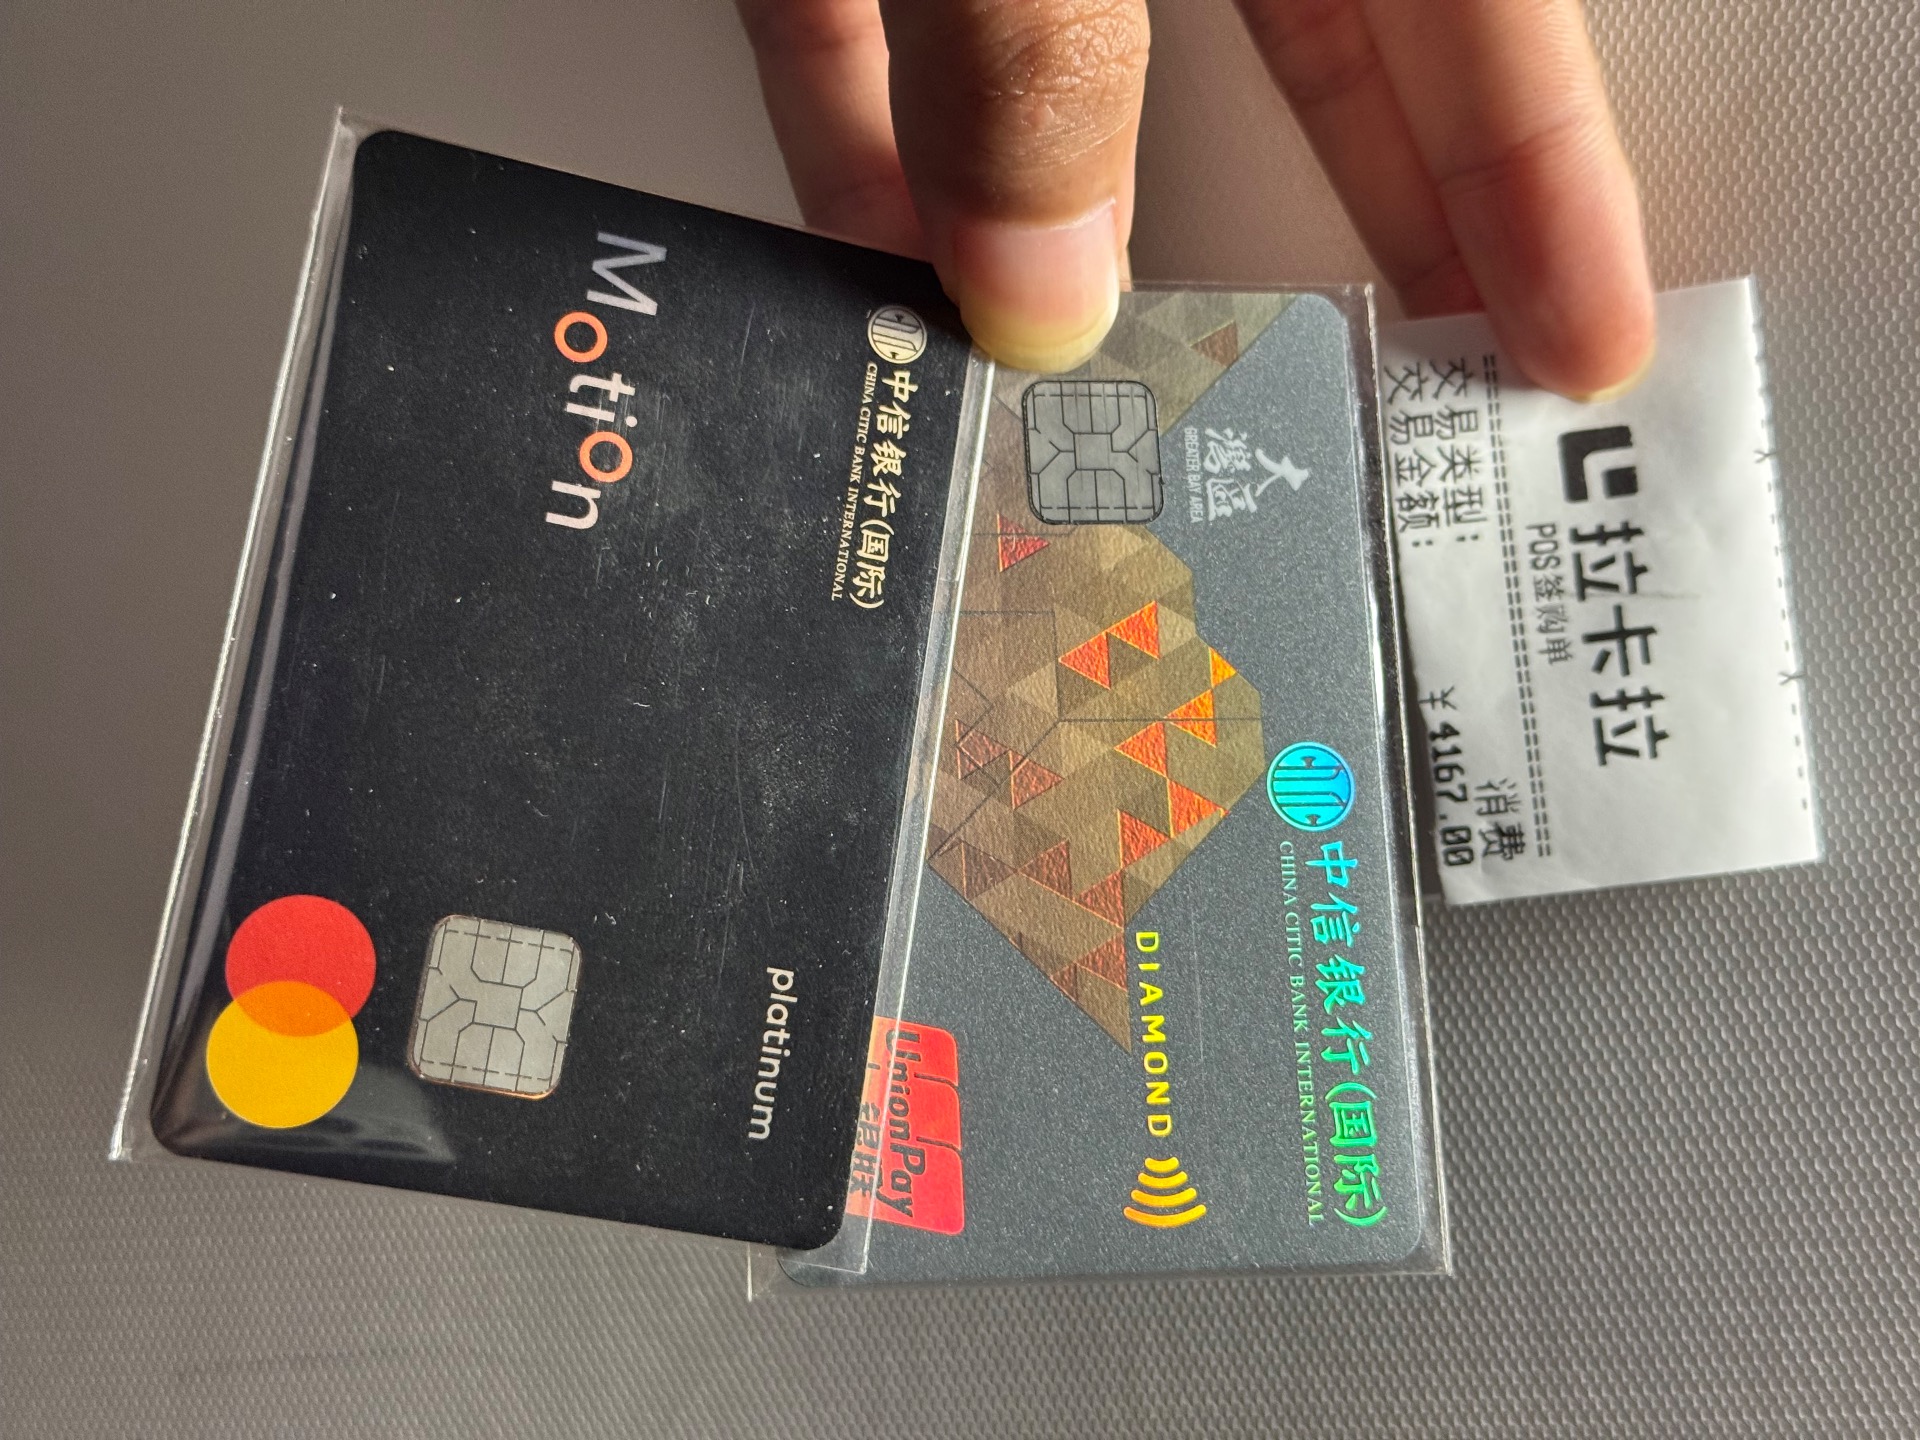 中信银行(国际)
CHINA CITIC BANK INTERNATIONAL
Motion
platinum
大灣區
GREATER BAY AREA
中信银行(国际)
CHINA CITIC BANK INTERNATIONAL
DIAMOND
UnionPay
银联
拉卡拉
POS签购单
交易类型: 消费
交易金额: ¥4167.00